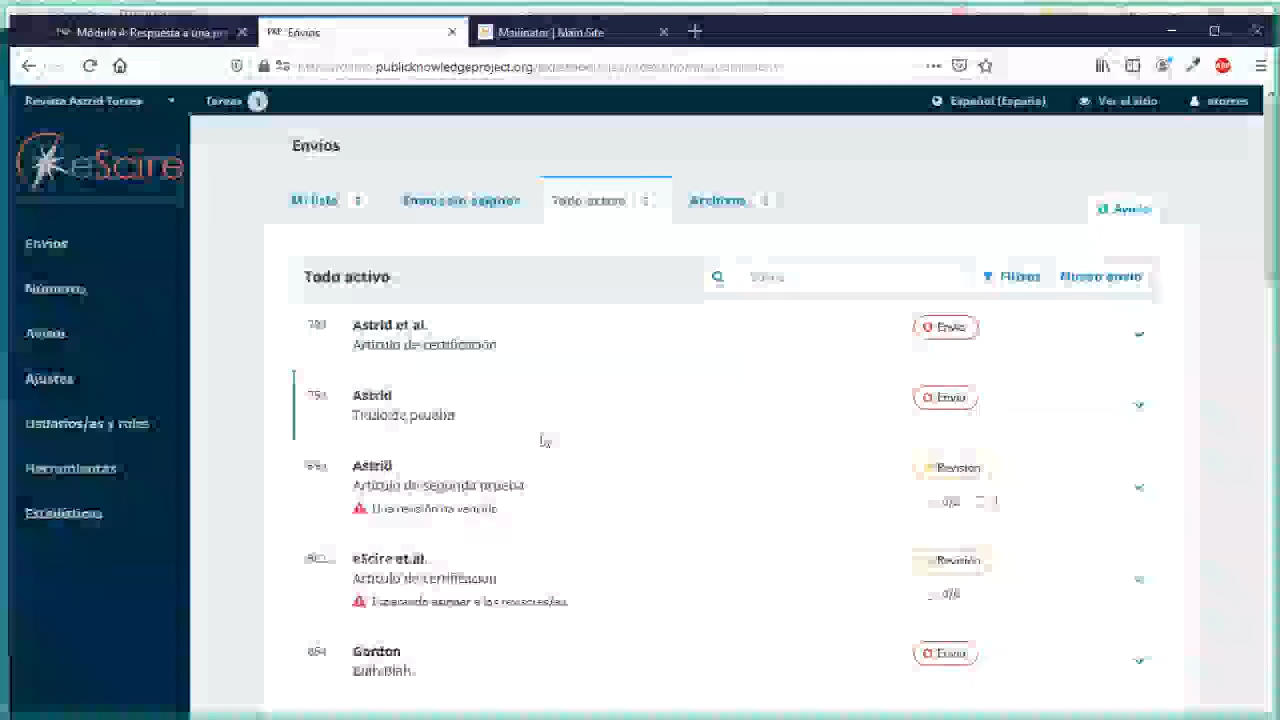 Módulo 4: Respuesta a una
Envíos
Mailinator | Main Site
publicknowledgeproject.org
Revista Astrid Torres
Tareas 1
Español (España)
Ver el sitio
atorres
eScire
Envíos
Mi lista
Envíos sin asignar
Todo activo
Archivos
Ayuda
Envíos
Números
Avisos
Ajustes
Usuarios/as y roles
Herramientas
Estadísticas
Todo activo
Filtros
Nuevo envío
Astrid et al.
Envío
Artículo de certificación
Astrid
Envío
Título de prueba
Astrid
Revisión
Artículo de segunda prueba
Una revisión ha vencido
eScire et al.
Revisión
Artículo de certificación
Esperando asignar a los revisores/as.
Gordon
Envío
Blah Blah